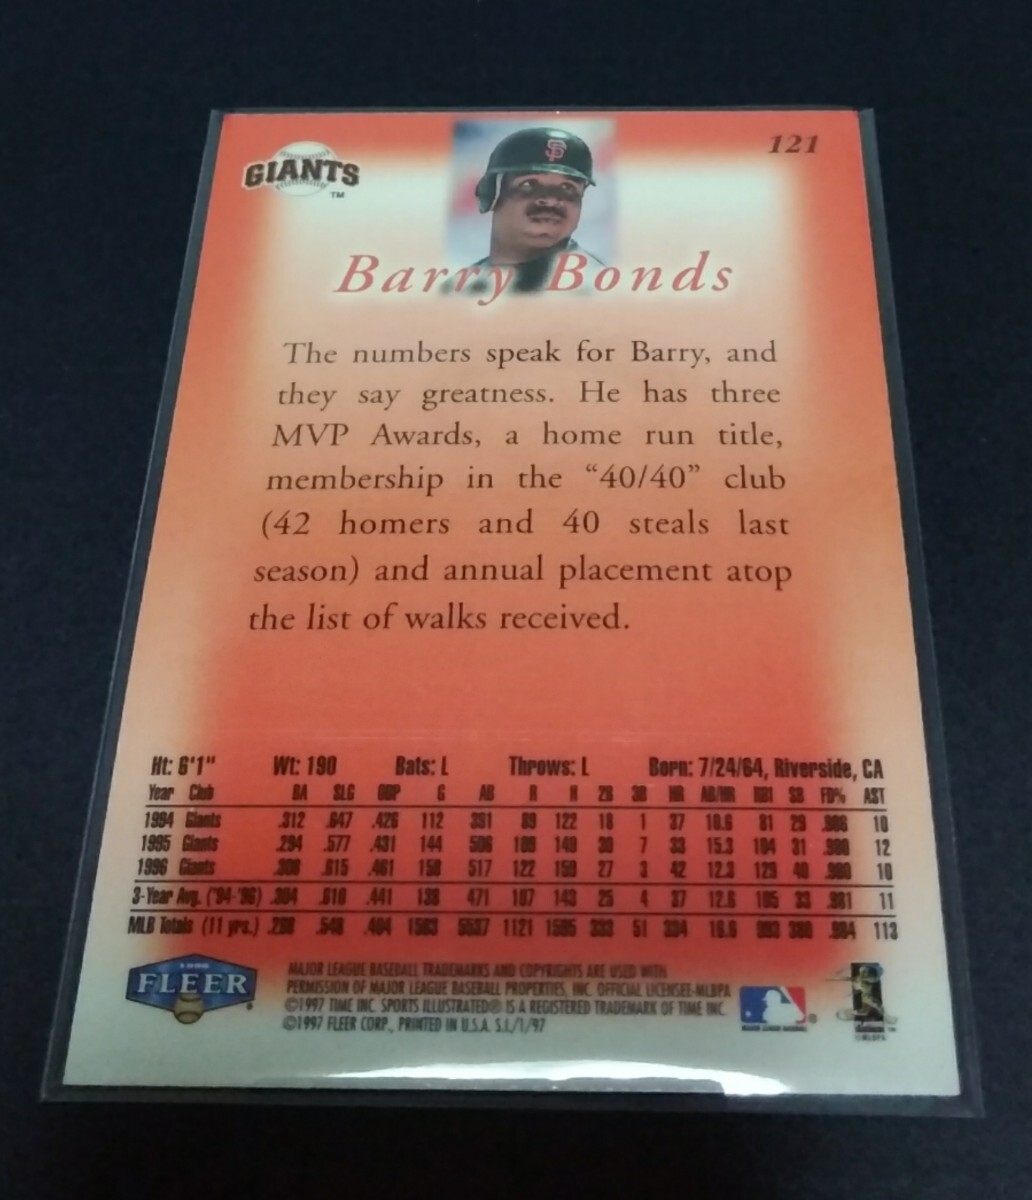 GIANTS
TM
121
SF
Barry Bonds
The numbers speak for Barry, and
they say greatness. He has three
MVP Awards, a home run title,
membership in the “40/40” club
(42 homers and 40 steals last
season) and annual placement atop
the list of walks received.
Ht: 6'1" Wt: 190 Bats: L Throws: L Born: 7/24/64, Riverside, CA
Year Club BA SLG OBP G AB R H 2B 3B HR AB/HR RBI SB FD% AST
1994 Giants .312 .647 .426 112 391 89 122 18 1 37 10.6 81 29 .986 10
1995 Giants .294 .577 .431 144 506 109 149 30 7 33 15.3 104 31 .980 12
1996 Giants .308 .615 .461 158 517 122 159 27 3 42 12.3 129 40 .980 10
3-Year Avg. ('94-'96) .304 .610 .441 138 471 107 143 25 4 37 12.6 105 33 .981 11
MLB Totals (11 yrs.) .288 .548 .404 1583 5537 1121 1595 333 51 334 16.6 993 380 .984 113
FLEER
MAJOR LEAGUE BASEBALL TRADEMARKS AND COPYRIGHTS ARE USED WITH
PERMISSION OF MAJOR LEAGUE BASEBALL PROPERTIES, INC. OFFICIAL LICENSEE-MLBPA
©1997 TIME INC. SPORTS ILLUSTRATED® IS A REGISTERED TRADEMARK OF TIME INC.
©1997 FLEER CORP., PRINTED IN U.S.A. S.I./1/97